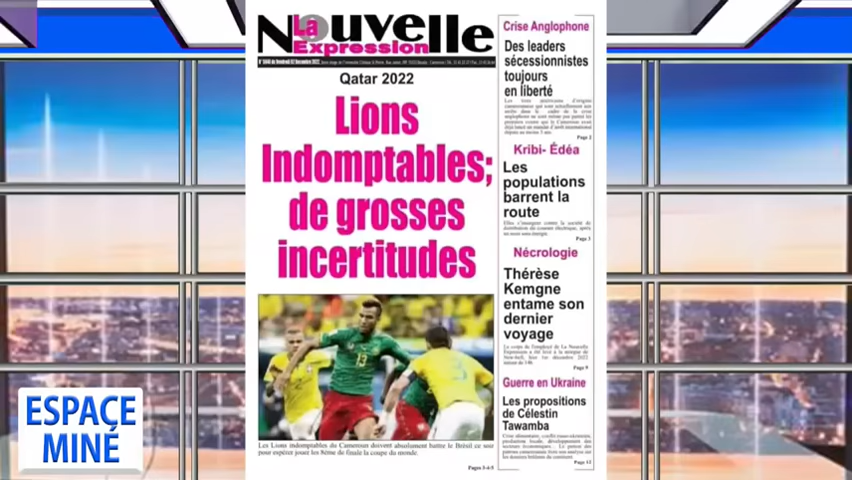 La
Nouvelle
Expression
Qatar 2022
Lions
Indomptables;
de grosses
incertitudes
Les Lions indomptables du Cameroun doivent absolument battre le Brésil ce soir
pour espérer jouer les 8èmes de finale la coupe du monde.
Pages 3-4-5
Crise Anglophone
Des leaders
sécessionnistes
toujours
en liberté
Page 2
Kribi- Édéa
Les
populations
barrent la
route
Page 3
Nécrologie
Thérèse
Kemgne
entame son
dernier
voyage
Page 9
Guerre en Ukraine
Les propositions
de Célestin
Tawamba
Page 12
ESPACE
MINÉ